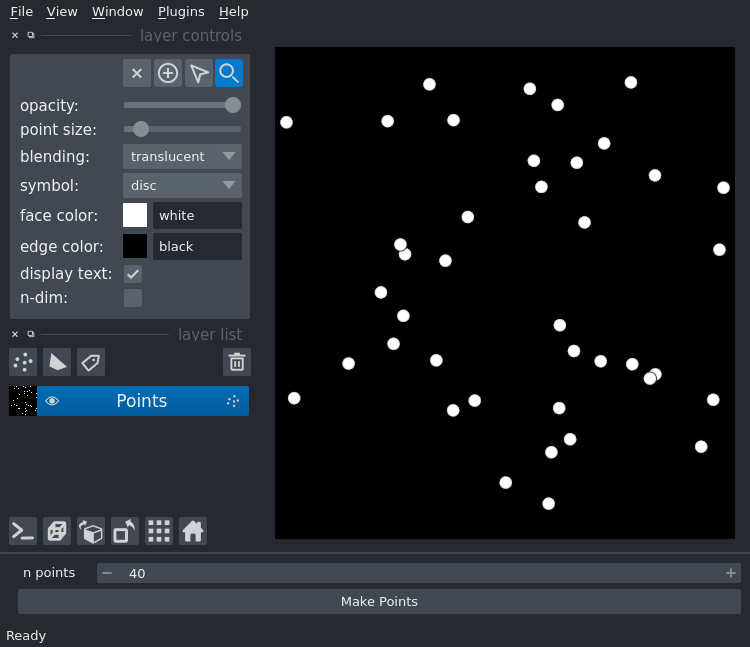 File View Window Plugins Help
layer controls
opacity:
point size:
blending: translucent
symbol: disc
face color: white
edge color: black
display text:
n-dim:
layer list
Points
n points 40
Make Points
Ready